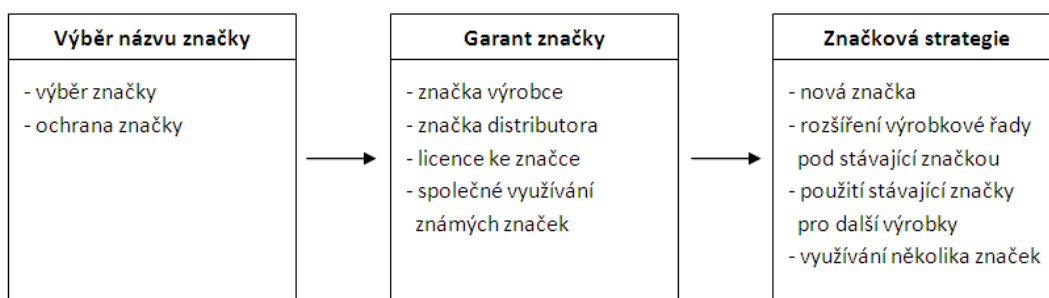 Výběr názvu značky
- výběr značky
- ochrana značky
Garant značky
- značka výrobce
- značka distributora
- licence ke značce
- společné využívání
známých značek
Značková strategie
- nová značka
- rozšíření výrobkové řady
pod stávající značkou
- použití stávající značky
pro další výrobky
- využívání několika značek